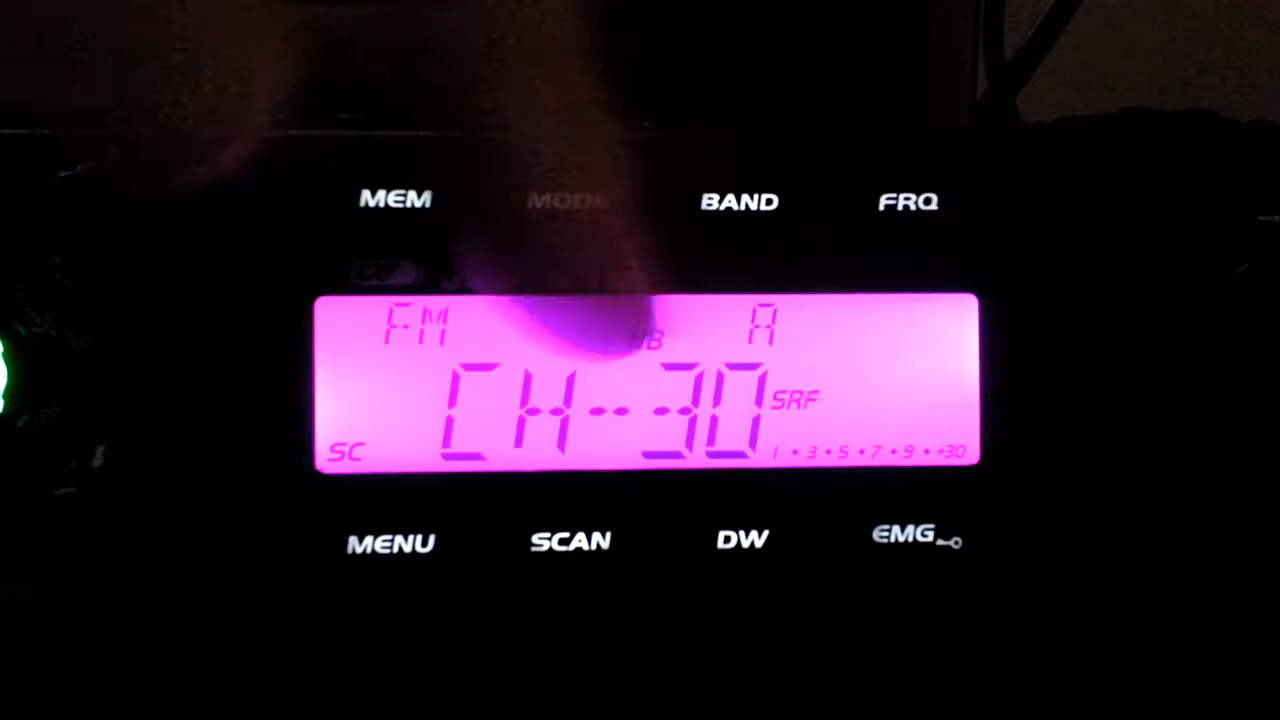 MEM MODE BAND FRQ
FM NB A
CH--30 SRF
SC 1 • 3 • 5 • 7 • 9 • +30
MENU SCAN DW EMG